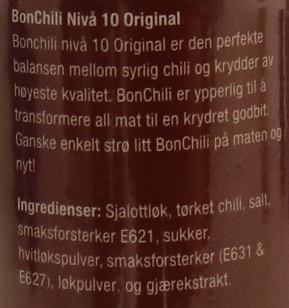 BonChili Nivå 10 Original
Bonchili nivå 10 Original er den perfekte
balansen mellom syrlig chili og krydder av
høyeste kvalitet. BonChili er ypperlig til å
transformere all mat til en krydret godbit.
Ganske enkelt strø litt BonChili på maten og
nyt!
Ingredienser: Sjalottløk, tørket chili, salt,
smaksforsterker E621, sukker,
hvitløkspulver, smaksforsterker (E631 &
E627), løkpulver, og gjærekstrakt.